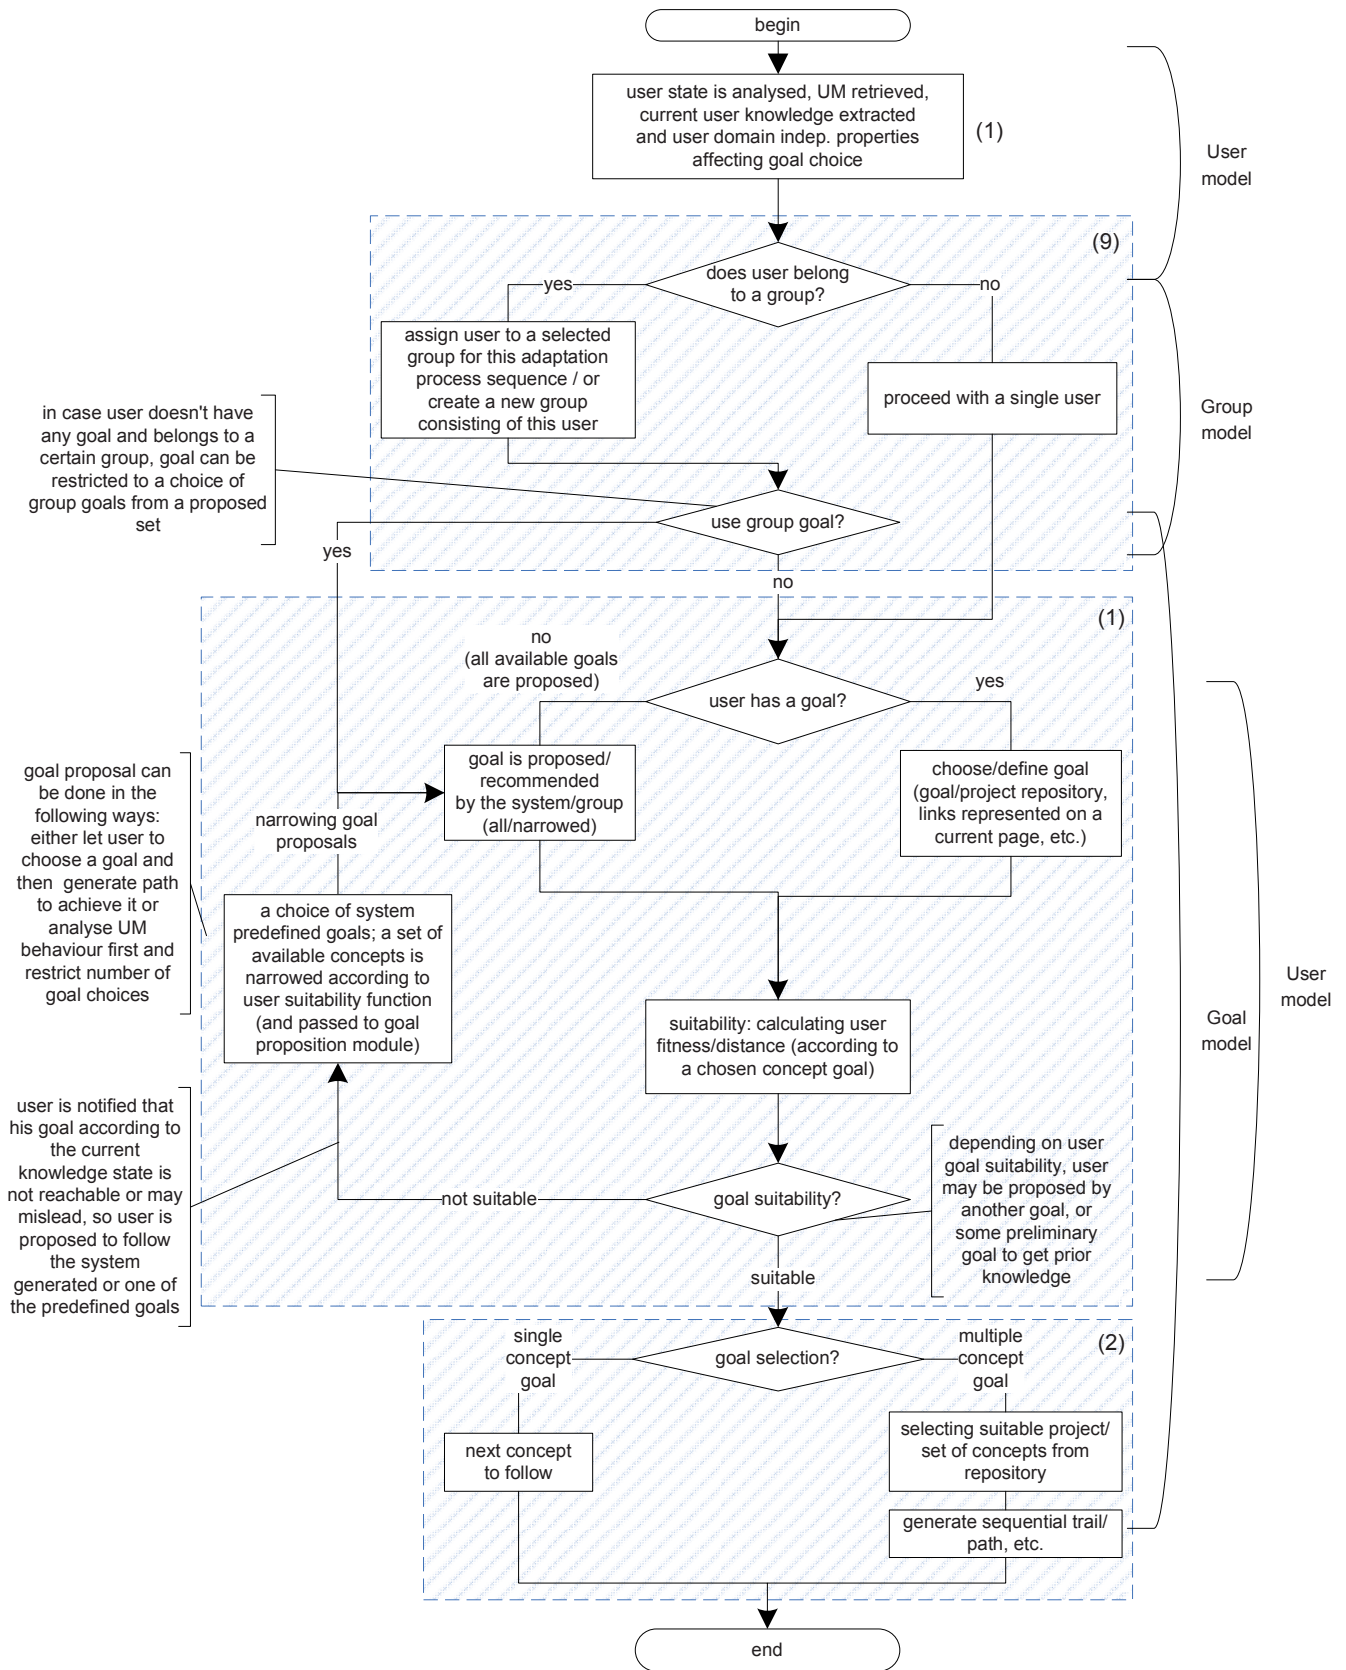 begin
user state is analysed, UM retrieved,
current user knowledge extracted
and user domain indep. properties
affecting goal choice
(1)
User
model
(9)
does user belong
to a group?
yes
no
assign user to a selected
group for this adaptation
process sequence / or
create a new group
consisting of this user
proceed with a single user
Group
model
in case user doesn't have
any goal and belongs to a
certain group, goal can be
restricted to a choice of
group goals from a proposed
set
use group goal?
yes
no
(1)
no
(all available goals
are proposed)
user has a goal?
yes
goal is proposed/
recommended
by the system/group
(all/narrowed)
choose/define goal
(goal/project repository,
links represented on a
current page, etc.)
goal proposal can
be done in the
following ways:
either let user to
choose a goal and
then generate path
to achieve it or
analyse UM
behaviour first and
restrict number of
goal choices
narrowing goal
proposals
a choice of system
predefined goals; a set of
available concepts is
narrowed according to
user suitability function
(and passed to goal
proposition module)
suitability: calculating user
fitness/distance (according to
a chosen concept goal)
Goal
model
User
model
user is notified that
his goal according to
the current
knowledge state is
not reachable or may
mislead, so user is
proposed to follow
the system
generated or one of
the predefined goals
not suitable
goal suitability?
depending on user
goal suitability, user
may be proposed by
another goal, or
some preliminary
goal to get prior
knowledge
suitable
(2)
single
concept
goal
goal selection?
multiple
concept
goal
next concept
to follow
selecting suitable project/
set of concepts from
repository
generate sequential trail/
path, etc.
end